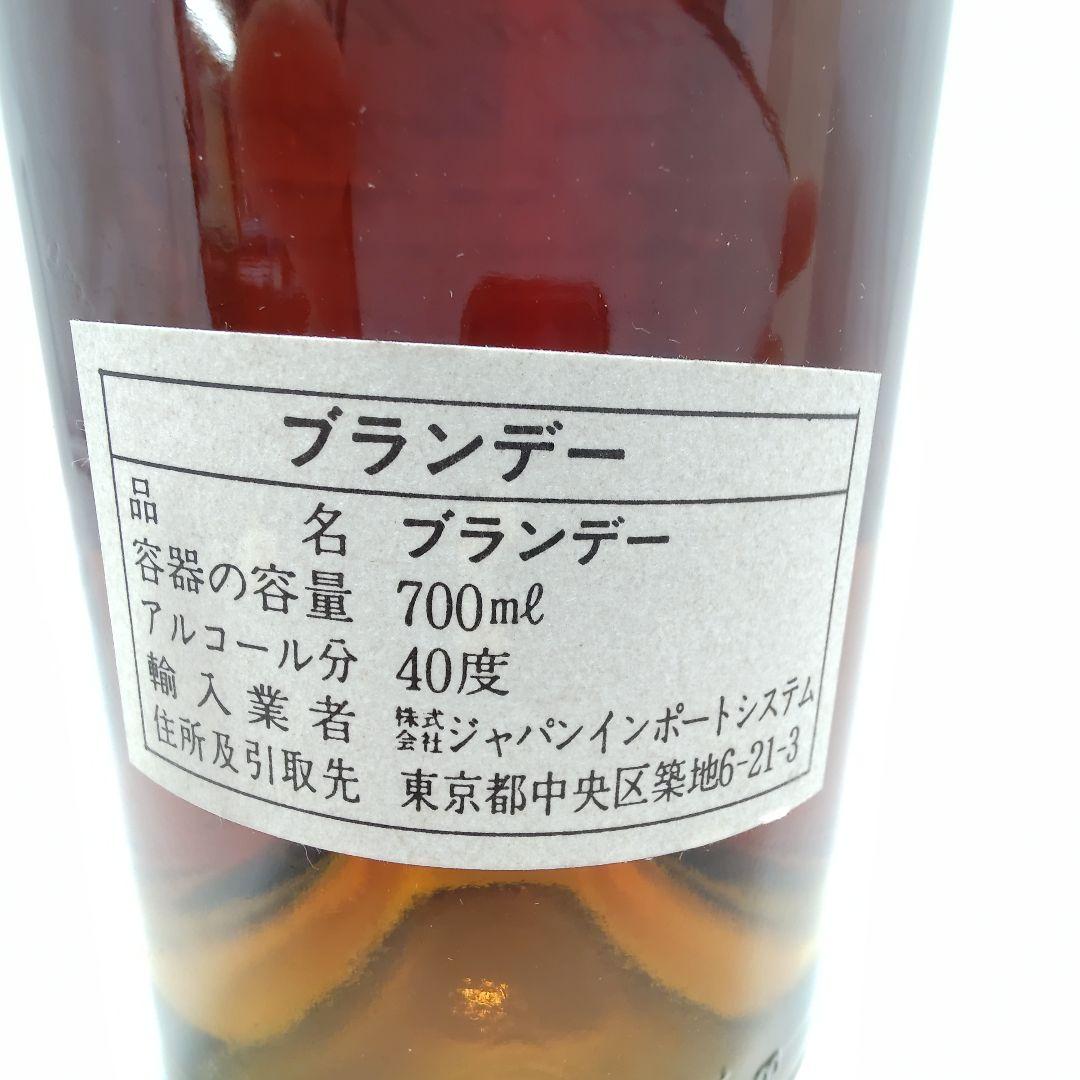 ブランデー
品名 ブランデー
容器の容量 700mℓ
アルコール分 40度
輸入業者 株式会社ジャパンインポートシステム
住所及引取先 東京都中央区築地6-21-3